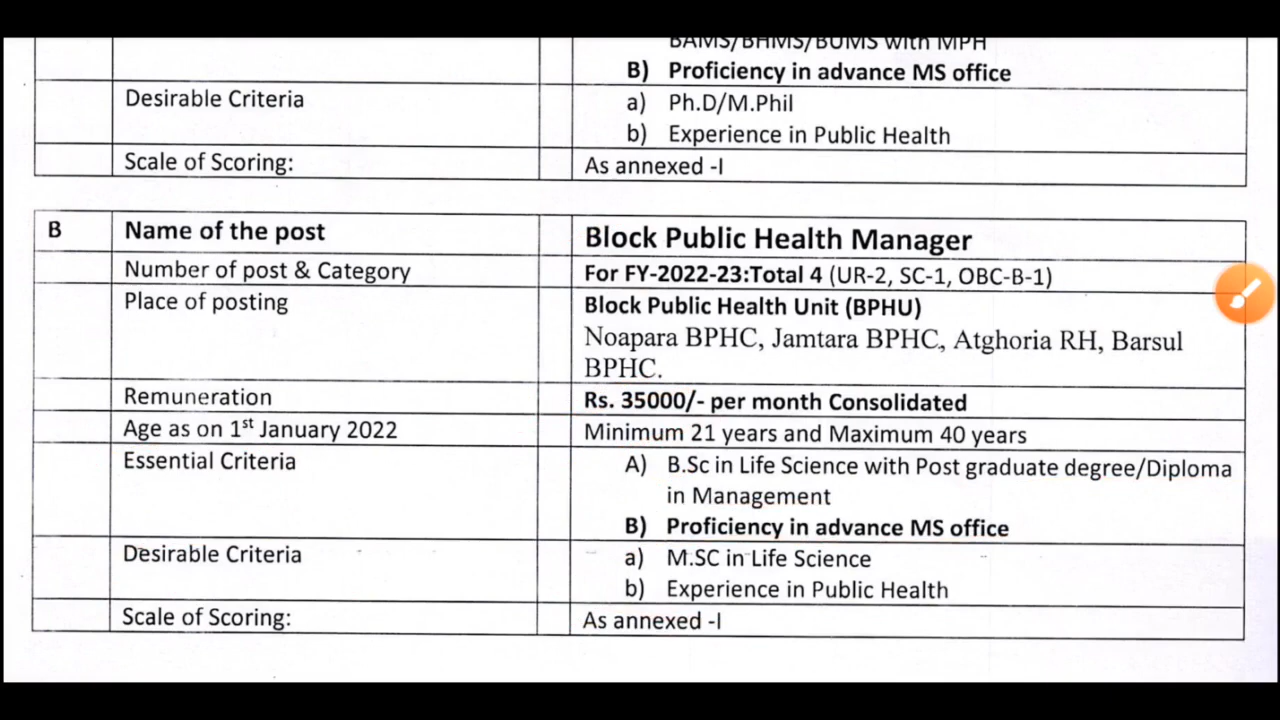 BAMS/BHMS/BUMS with MPH
B) Proficiency in advance MS office
Desirable Criteria a) Ph.D/M.Phil
b) Experience in Public Health
Scale of Scoring: As annexed -I
B Name of the post Block Public Health Manager
Number of post & Category For FY-2022-23:Total 4 (UR-2, SC-1, OBC-B-1)
Place of posting Block Public Health Unit (BPHU)
Noapara BPHC, Jamtara BPHC, Atghoria RH, Barsul
BPHC.
Remuneration Rs. 35000/- per month Consolidated
Age as on 1st January 2022 Minimum 21 years and Maximum 40 years
Essential Criteria A) B.Sc in Life Science with Post graduate degree/Diploma
in Management
B) Proficiency in advance MS office
Desirable Criteria a) M.SC in Life Science
b) Experience in Public Health
Scale of Scoring: As annexed -I